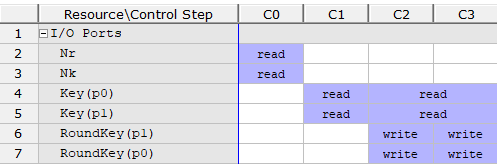 Resource\Control Step C0 C1 C2 C3
1 I/O Ports
2 Nr read
3 Nk read
4 Key(p0) read read
5 Key(p1) read read
6 RoundKey(p1) write write
7 RoundKey(p0) write write